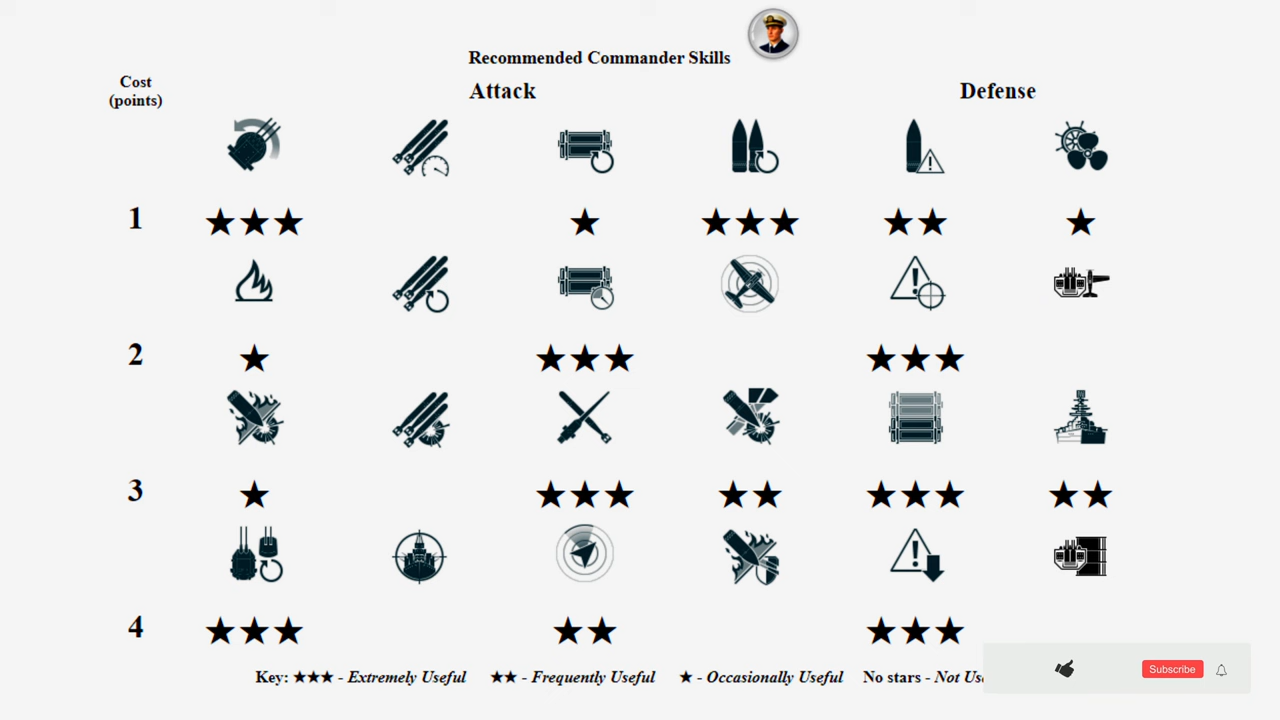 Recommended Commander Skills
Cost
(points)
Attack
Defense
1
★★★ ★ ★★★ ★★ ★
2
★ ★★★ ★★★
3
★ ★★★ ★★ ★★★ ★★
4
★★★ ★★ ★★★
Key: ★★★ - Extremely Useful ★★ - Frequently Useful ★ - Occasionally Useful No stars - Not
Subscribe